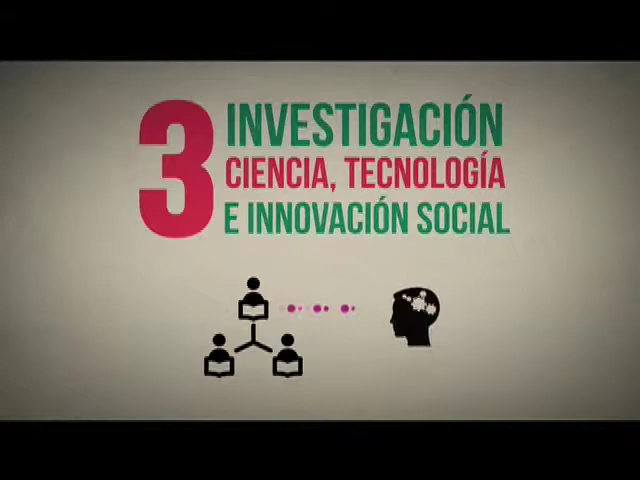 3 INVESTIGACIÓN
CIENCIA, TECNOLOGÍA
E INNOVACIÓN SOCIAL